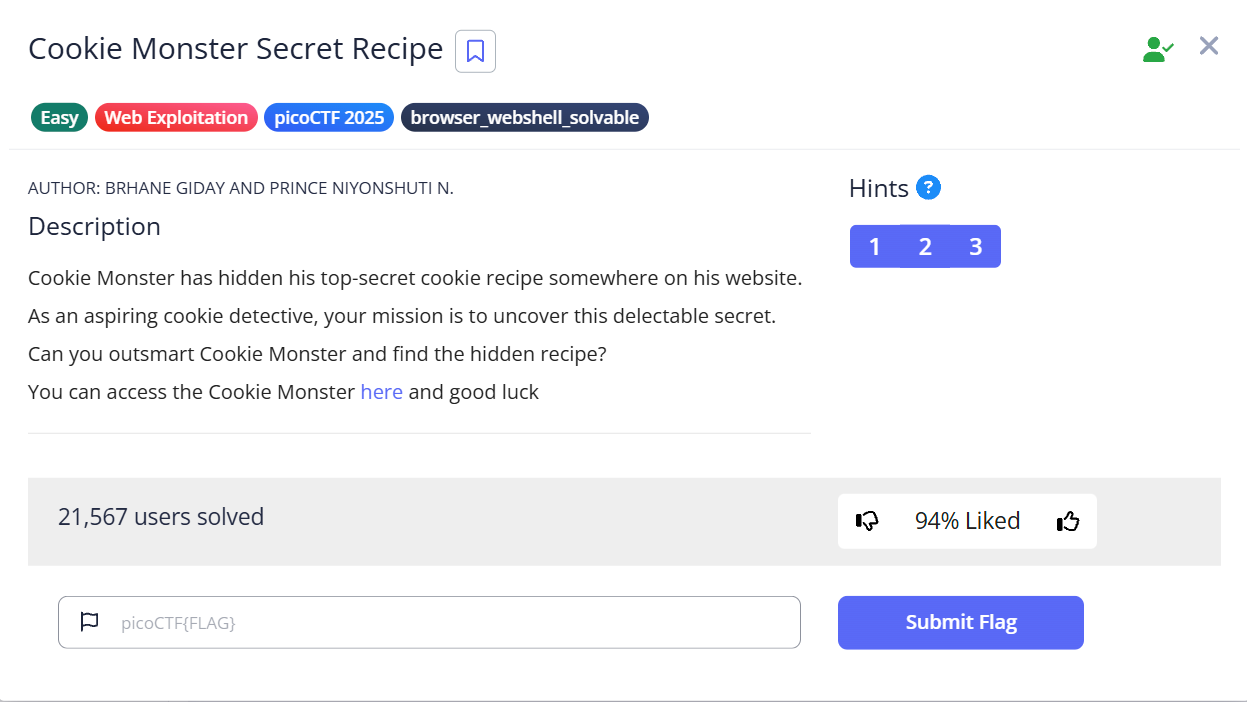 Cookie Monster Secret Recipe
Easy Web Exploitation picoCTF 2025 browser_webshell_solvable
AUTHOR: BRHANE GIDAY AND PRINCE NIYONSHUTI N.
Description
Cookie Monster has hidden his top-secret cookie recipe somewhere on his website.
As an aspiring cookie detective, your mission is to uncover this delectable secret.
Can you outsmart Cookie Monster and find the hidden recipe?
You can access the Cookie Monster here and good luck
Hints ?
1 2 3
21,567 users solved
94% Liked
picoCTF{FLAG}
Submit Flag